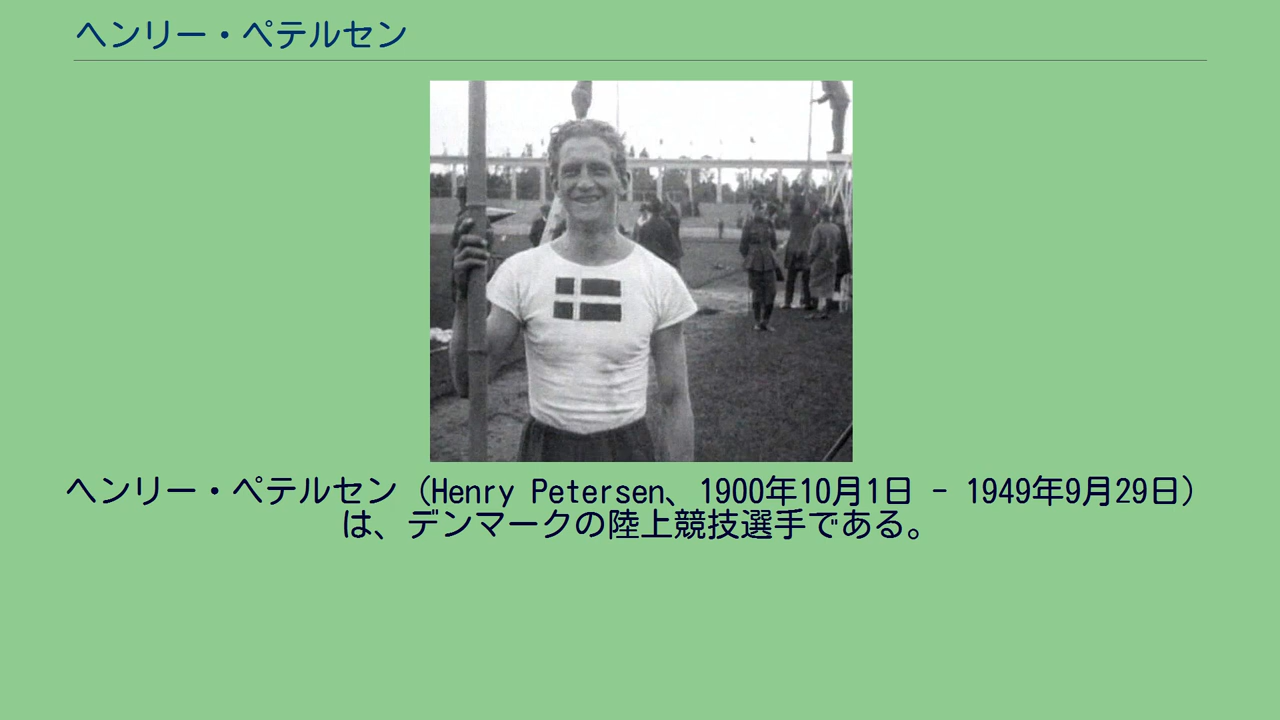 ヘンリー・ペテルセン
ヘンリー・ペテルセン（Henry Petersen、1900年10月1日 - 1949年9月29日）
は、デンマークの陸上競技選手である。